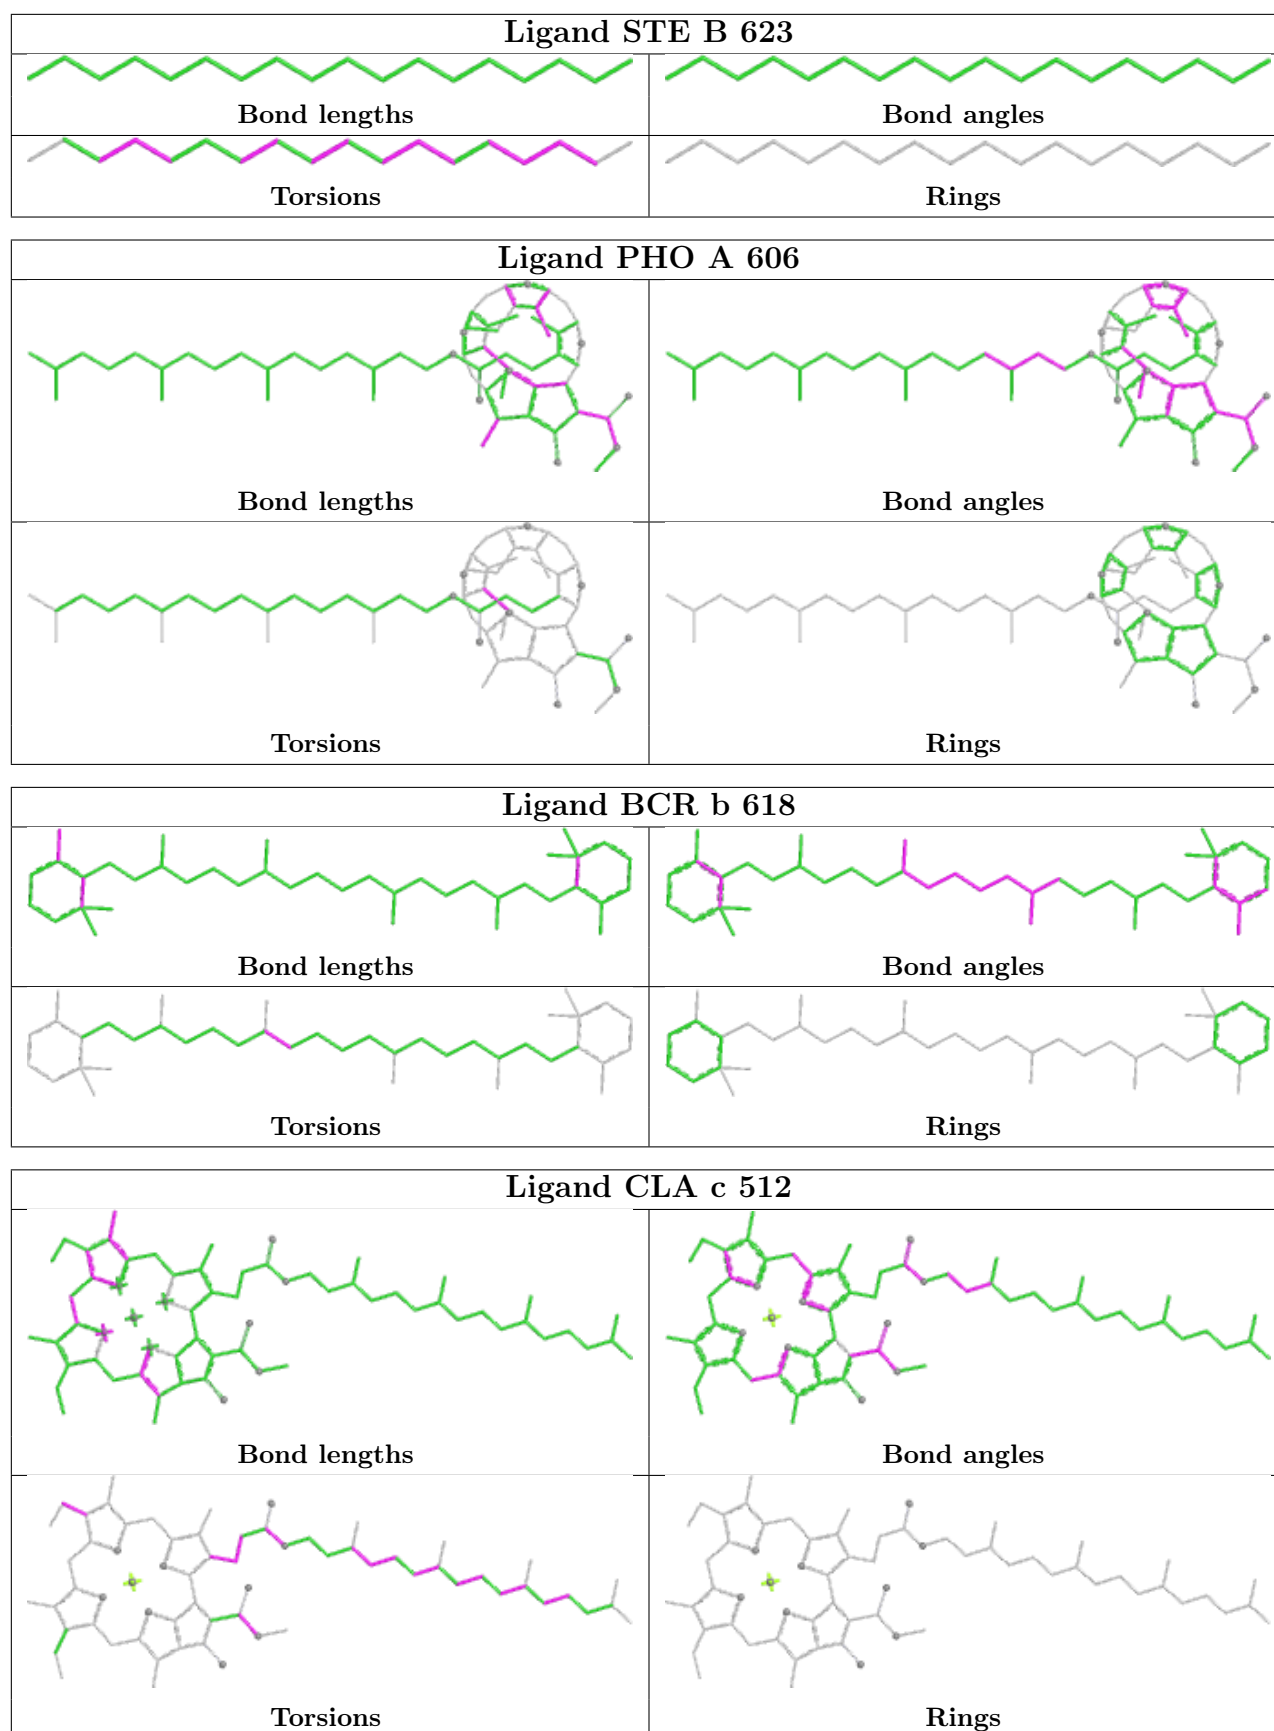 Ligand STE B 623
Bond lengths
Bond angles
Torsions
Rings
Ligand PHO A 606
Bond lengths
Bond angles
Torsions
Rings
Ligand BCR b 618
Bond lengths
Bond angles
Torsions
Rings
Ligand CLA c 512
Bond lengths
Bond angles
Torsions
Rings